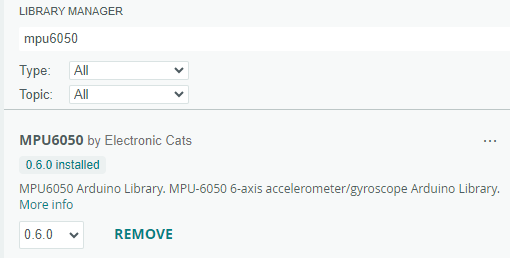 LIBRARY MANAGER
mpu6050
Type: All
Topic: All
MPU6050 by Electronic Cats ...
0.6.0 installed
MPU6050 Arduino Library. MPU-6050 6-axis accelerometer/gyroscope Arduino Library.
More info
0.6.0 REMOVE